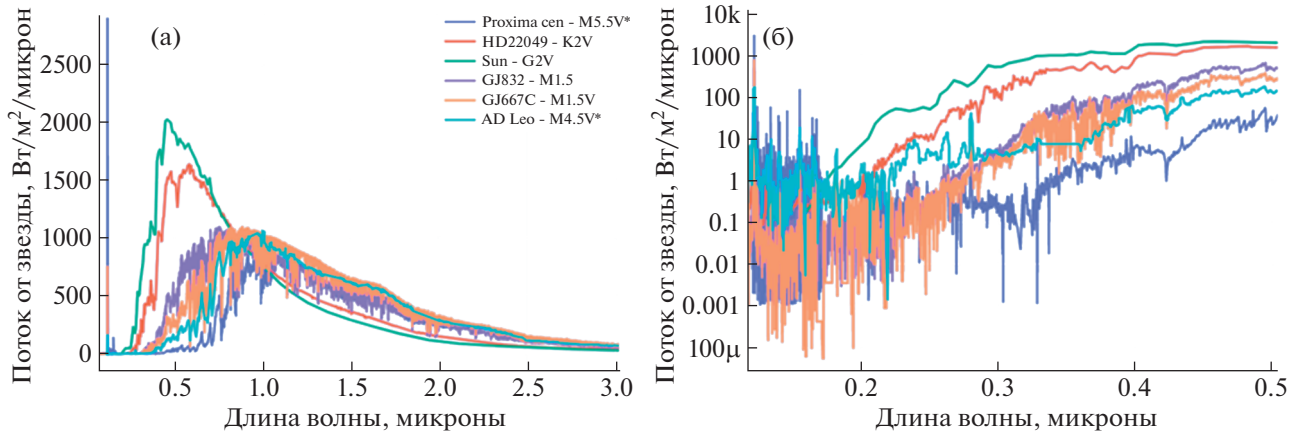 (а)
Поток от звезды, Вт/м²/микрон
2500
2000
1500
1000
500
0
0.5
1.0
1.5
2.0
2.5
3.0
Длина волны, микроны
Proxima cen - M5.5V*
HD22049 - K2V
Sun - G2V
GJ832 - M1.5
GJ667C - M1.5V
AD Leo - M4.5V*
(б)
Поток от звезды, Вт/м²/микрон
10k
1000
100
10
1
0.1
0.01
0.001
100μ
0.2
0.3
0.4
0.5
Длина волны, микроны